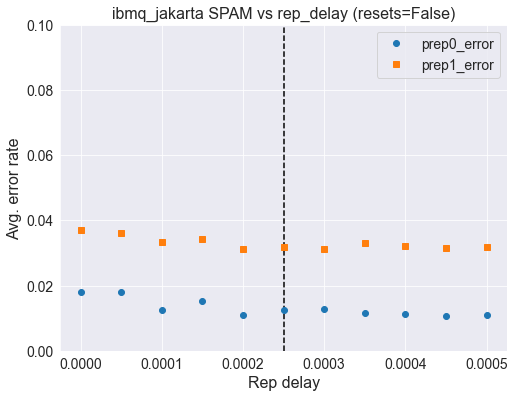 ibmq_jakarta SPAM vs rep_delay (resets=False)
prep0_error
prep1_error
Avg. error rate
0.10
0.08
0.06
0.04
0.02
0.00
0.0000 0.0001 0.0002 0.0003 0.0004 0.0005
Rep delay